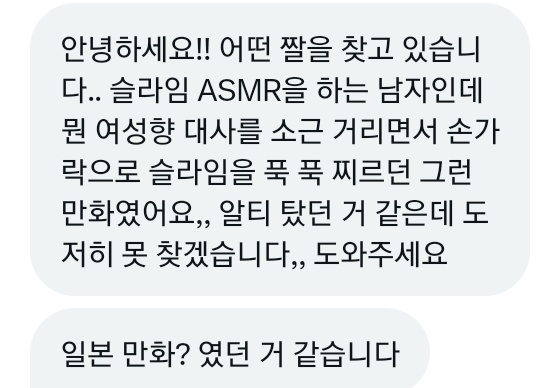 안녕하세요!! 어떤 짤을 찾고 있습니
다.. 슬라임 ASMR을 하는 남자인데
뭔 여성향 대사를 소근 거리면서 손가
락으로 슬라임을 푹 푹 찌르던 그런
만화였어요,, 알티 탔던 거 같은데 도
저히 못 찾겠습니다,, 도와주세요
일본 만화? 였던 거 같습니다